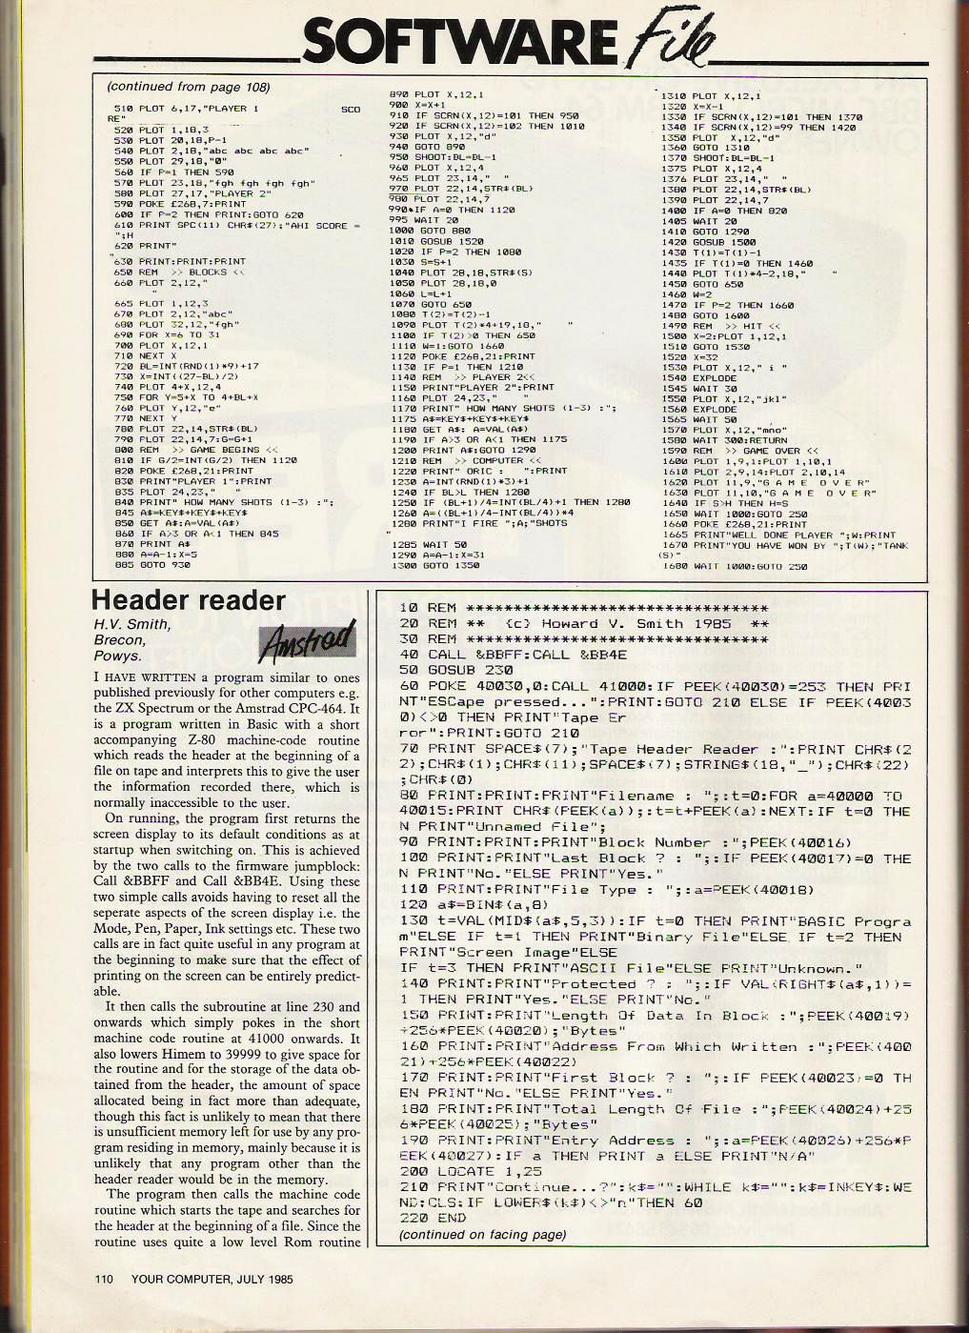 SOFTWARE File
(continued from page 108)
510 PLOT 6,17,"PLAYER 1 SCO
RE"
520 PLOT 1,18,3
530 PLOT 20,18,P-1
540 PLOT 2,18,"abc abc abc abc"
550 PLOT 29,18,"0"
560 IF P=1 THEN 590
570 PLOT 23,18,"fgh fgh fgh fgh"
580 PLOT 27,17,"PLAYER 2"
590 POKE £268,7:PRINT
600 IF P=2 THEN PRINT:GOTO 620
610 PRINT SPC(11) CHR$(27);"AHI SCORE =
";H
620 PRINT"
"
630 PRINT:PRINT:PRINT
650 REM >> BLOCKS <<
660 PLOT 2,12,"
"
665 PLOT 1,12,3
670 PLOT 2,12,"abc"
680 PLOT 32,12,"fgh"
690 FOR X=6 TO 31
700 PLOT X,12,1
710 NEXT X
720 BL=INT(RND(1)*9)+17
730 X=INT((27-BL)/2)
740 PLOT 4+X,12,4
750 FOR Y=5+X TO 4+BL+X
760 PLOT Y,12,"e"
770 NEXT Y
780 PLOT 22,14,STR$(BL)
790 PLOT 22,14,7:G=G+1
800 REM >> GAME BEGINS <<
810 IF G/2=INT(G/2) THEN 1120
820 POKE £268,21:PRINT
830 PRINT"PLAYER 1":PRINT
835 PLOT 24,23," "
840 PRINT" HOW MANY SHOTS (1-3) :";
845 A$=KEY$+KEY$+KEY$
850 GET A$:A=VAL(A$)
860 IF A>3 OR A<1 THEN 845
870 PRINT A$
880 A=A-1:X=5
885 GOTO 930
890 PLOT X,12,1
900 X=X+1
910 IF SCRN(X,12)=101 THEN 950
920 IF SCRN(X,12)=102 THEN 1010
930 PLOT X,12,"d"
940 GOTO 890
950 SHOOT:BL=BL-1
960 PLOT X,12,4
965 PLOT 23,14," "
970 PLOT 22,14,STR$(BL)
980 PLOT 22,14,7
990 IF A=0 THEN 1120
995 WAIT 20
1000 GOTO 880
1010 GOSUB 1520
1020 IF P=2 THEN 1080
1030 S=S+1
1040 PLOT 28,18,STR$(S)
1050 PLOT 28,18,0
1060 L=L+1
1070 GOTO 650
1080 T(2)=T(2)-1
1090 PLOT T(2)*4+19,18," "
1100 IF T(2)>0 THEN 650
1110 W=1:GOTO 1660
1120 POKE £268,21:PRINT
1130 IF P=1 THEN 1210
1140 REM >> PLAYER 2<<
1150 PRINT"PLAYER 2":PRINT
1160 PLOT 24,23," "
1170 PRINT" HOW MANY SHOTS (1-3) :";
1175 A$=KEY$+KEY$+KEY$
1180 GET A$: A=VAL(A$)
1190 IF A>3 OR A<1 THEN 1175
1200 PRINT A$:GOTO 1290
1210 REM >> COMPUTER <<
1220 PRINT" ORIC : ":PRINT
1230 A=INT(RND(1)*3)+1
1240 IF BL>L THEN 1280
1250 IF (BL+1)/4=INT(BL/4)+1 THEN 1280
1260 A=((BL+1)/4-INT(BL/4))*4
1280 PRINT"I FIRE ";A;"SHOTS
"
1285 WAIT 50
1290 A=A-1:X=31
1300 GOTO 1350
1310 PLOT X,12,1
1320 X=X-1
1330 IF SCRN(X,12)=101 THEN 1370
1340 IF SCRN(X,12)=99 THEN 1420
1350 PLOT X,12,"d"
1360 GOTO 1310
1370 SHOOT:BL=BL-1
1375 PLOT X,12,4
1376 PLOT 23,14," "
1380 PLOT 22,14,STR$(BL)
1390 PLOT 22,14,7
1400 IF A=0 THEN 820
1405 WAIT 20
1410 GOTO 1290
1420 GOSUB 1500
1430 T(1)=T(1)-1
1435 IF T(1)=0 THEN 1460
1440 PLOT T(1)*4-2,18," "
1450 GOTO 650
1460 W=2
1470 IF P=2 THEN 1660
1480 GOTO 1600
1490 REM >> HIT <<
1500 X=2:PLOT 1,12,1
1510 GOTO 1530
1520 X=32
1530 PLOT X,12," i "
1540 EXPLODE
1545 WAIT 30
1550 PLOT X,12,"jkl"
1560 EXPLODE
1565 WAIT 50
1570 PLOT X,12,"mno"
1580 WAIT 300:RETURN
1590 REM >> GAME OVER <<
1600 PLOT 1,9,1:PLOT 1,10,1
1610 PLOT 2,9,14:PLOT 2,10,14
1620 PLOT 11,9,"G A M E O V E R"
1630 PLOT 11,10,"G A M E O V E R"
1640 IF S>H THEN H=S
1650 WAIT 1000:GOTO 250
1660 POKE £268,21:PRINT
1665 PRINT"WELL DONE PLAYER ";W:PRINT
1670 PRINT"YOU HAVE WON BY ";T(W);"TANK
(S)"
1680 WAIT 1000:GOTO 250
Header reader
H.V. Smith,
Brecon,
Powys.
Amstrad
I HAVE WRITTEN a program similar to ones
published previously for other computers e.g.
the ZX Spectrum or the Amstrad CPC-464. It
is a program written in Basic with a short
accompanying Z-80 machine-code routine
which reads the header at the beginning of a
file on tape and interprets this to give the user
the information recorded there, which is
normally inaccessible to the user.
On running, the program first returns the
screen display to its default conditions as at
startup when switching on. This is achieved
by the two calls to the firmware jumpblock:
Call &BBFF and Call &BB4E. Using these
two simple calls avoids having to reset all the
seperate aspects of the screen display i.e. the
Mode, Pen, Paper, Ink settings etc. These two
calls are in fact quite useful in any program at
the beginning to make sure that the effect of
printing on the screen can be entirely predict-
able.
It then calls the subroutine at line 230 and
onwards which simply pokes in the short
machine code routine at 41000 onwards. It
also lowers Himem to 39999 to give space for
the routine and for the storage of the data ob-
tained from the header, the amount of space
allocated being in fact more than adequate,
though this fact is unlikely to mean that there
is unsufficient memory left for use by any pro-
gram residing in memory, mainly because it is
unlikely that any program other than the
header reader would be in the memory.
The program then calls the machine code
routine which starts the tape and searches for
the header at the beginning of a file. Since the
routine uses quite a low level Rom routine
10 REM ********************************
20 REM ** {c} Howard V. Smith 1985 **
30 REM ********************************
40 CALL &BBFF:CALL &BB4E
50 GOSUB 230
60 POKE 40030,0:CALL 41000:IF PEEK(40030)=253 THEN PRI
NT"ESCape pressed...":PRINT:GOTO 210 ELSE IF PEEK(4003
0)<>0 THEN PRINT"Tape Er
ror":PRINT:GOTO 210
70 PRINT SPACE$(7);"Tape Header Reader :":PRINT CHR$(2
2);CHR$(1);CHR$(11);SPACE$(7);STRING$(18,"_");CHR$(22)
;CHR$(0)
80 PRINT:PRINT:PRINT"Filename : ";:t=0:FOR a=40000 TO
40015:PRINT CHR$(PEEK(a));:t=t+PEEK(a):NEXT:IF t=0 THE
N PRINT"Unnamed File";
90 PRINT:PRINT:PRINT"Block Number :";PEEK(40016)
100 PRINT:PRINT"Last Block ? : ";:IF PEEK(40017)=0 THE
N PRINT"No."ELSE PRINT"Yes."
110 PRINT:PRINT"File Type : ";:a=PEEK(40018)
120 a$=BIN$(a,8)
130 t=VAL(MID$(a$,5,3)):IF t=0 THEN PRINT"BASIC Progra
m"ELSE IF t=1 THEN PRINT"Binary File"ELSE IF t=2 THEN
PRINT"Screen Image"ELSE
IF t=3 THEN PRINT"ASCII File"ELSE PRINT"Unknown."
140 PRINT:PRINT"Protected ? : ";:IF VAL(RIGHT$(a$,1))=
1 THEN PRINT"Yes."ELSE PRINT"No."
150 PRINT:PRINT"Length Of Data In Block :";PEEK(40019)
+256*PEEK(40020);"Bytes"
160 PRINT:PRINT"Address From Which Written :";PEEK(400
21)+256*PEEK(40022)
170 PRINT:PRINT"First Block ? : ";:IF PEEK(40023)=0 TH
EN PRINT"No."ELSE PRINT"Yes."
180 PRINT:PRINT"Total Length Of File :";PEEK(40024)+25
6*PEEK(40025);"Bytes"
190 PRINT:PRINT"Entry Address : ";:a=PEEK(40026)+256*P
EEK(40027):IF a THEN PRINT a ELSE PRINT"N/A"
200 LOCATE 1,25
210 PRINT"Continue...?":k$="":WHILE k$="":k$=INKEY$:WE
ND:CLS:IF LOWER$(k$)<>"n"THEN 60
220 END
(continued on facing page)
110 YOUR COMPUTER, JULY 1985